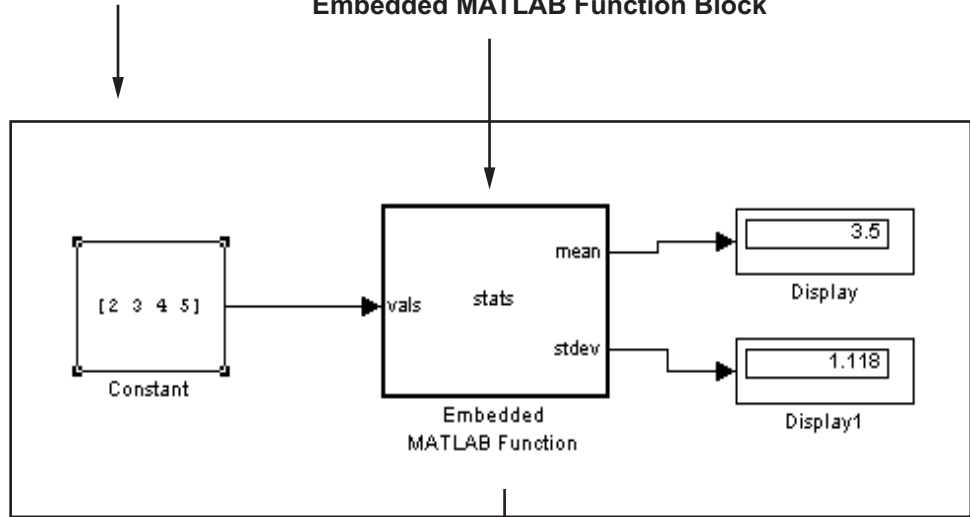 Embedded MATLAB Function Block
[2 3 4 5]
Constant
vals
stats
mean
stdev
Embedded
MATLAB Function
3.5
Display
1.118
Display1